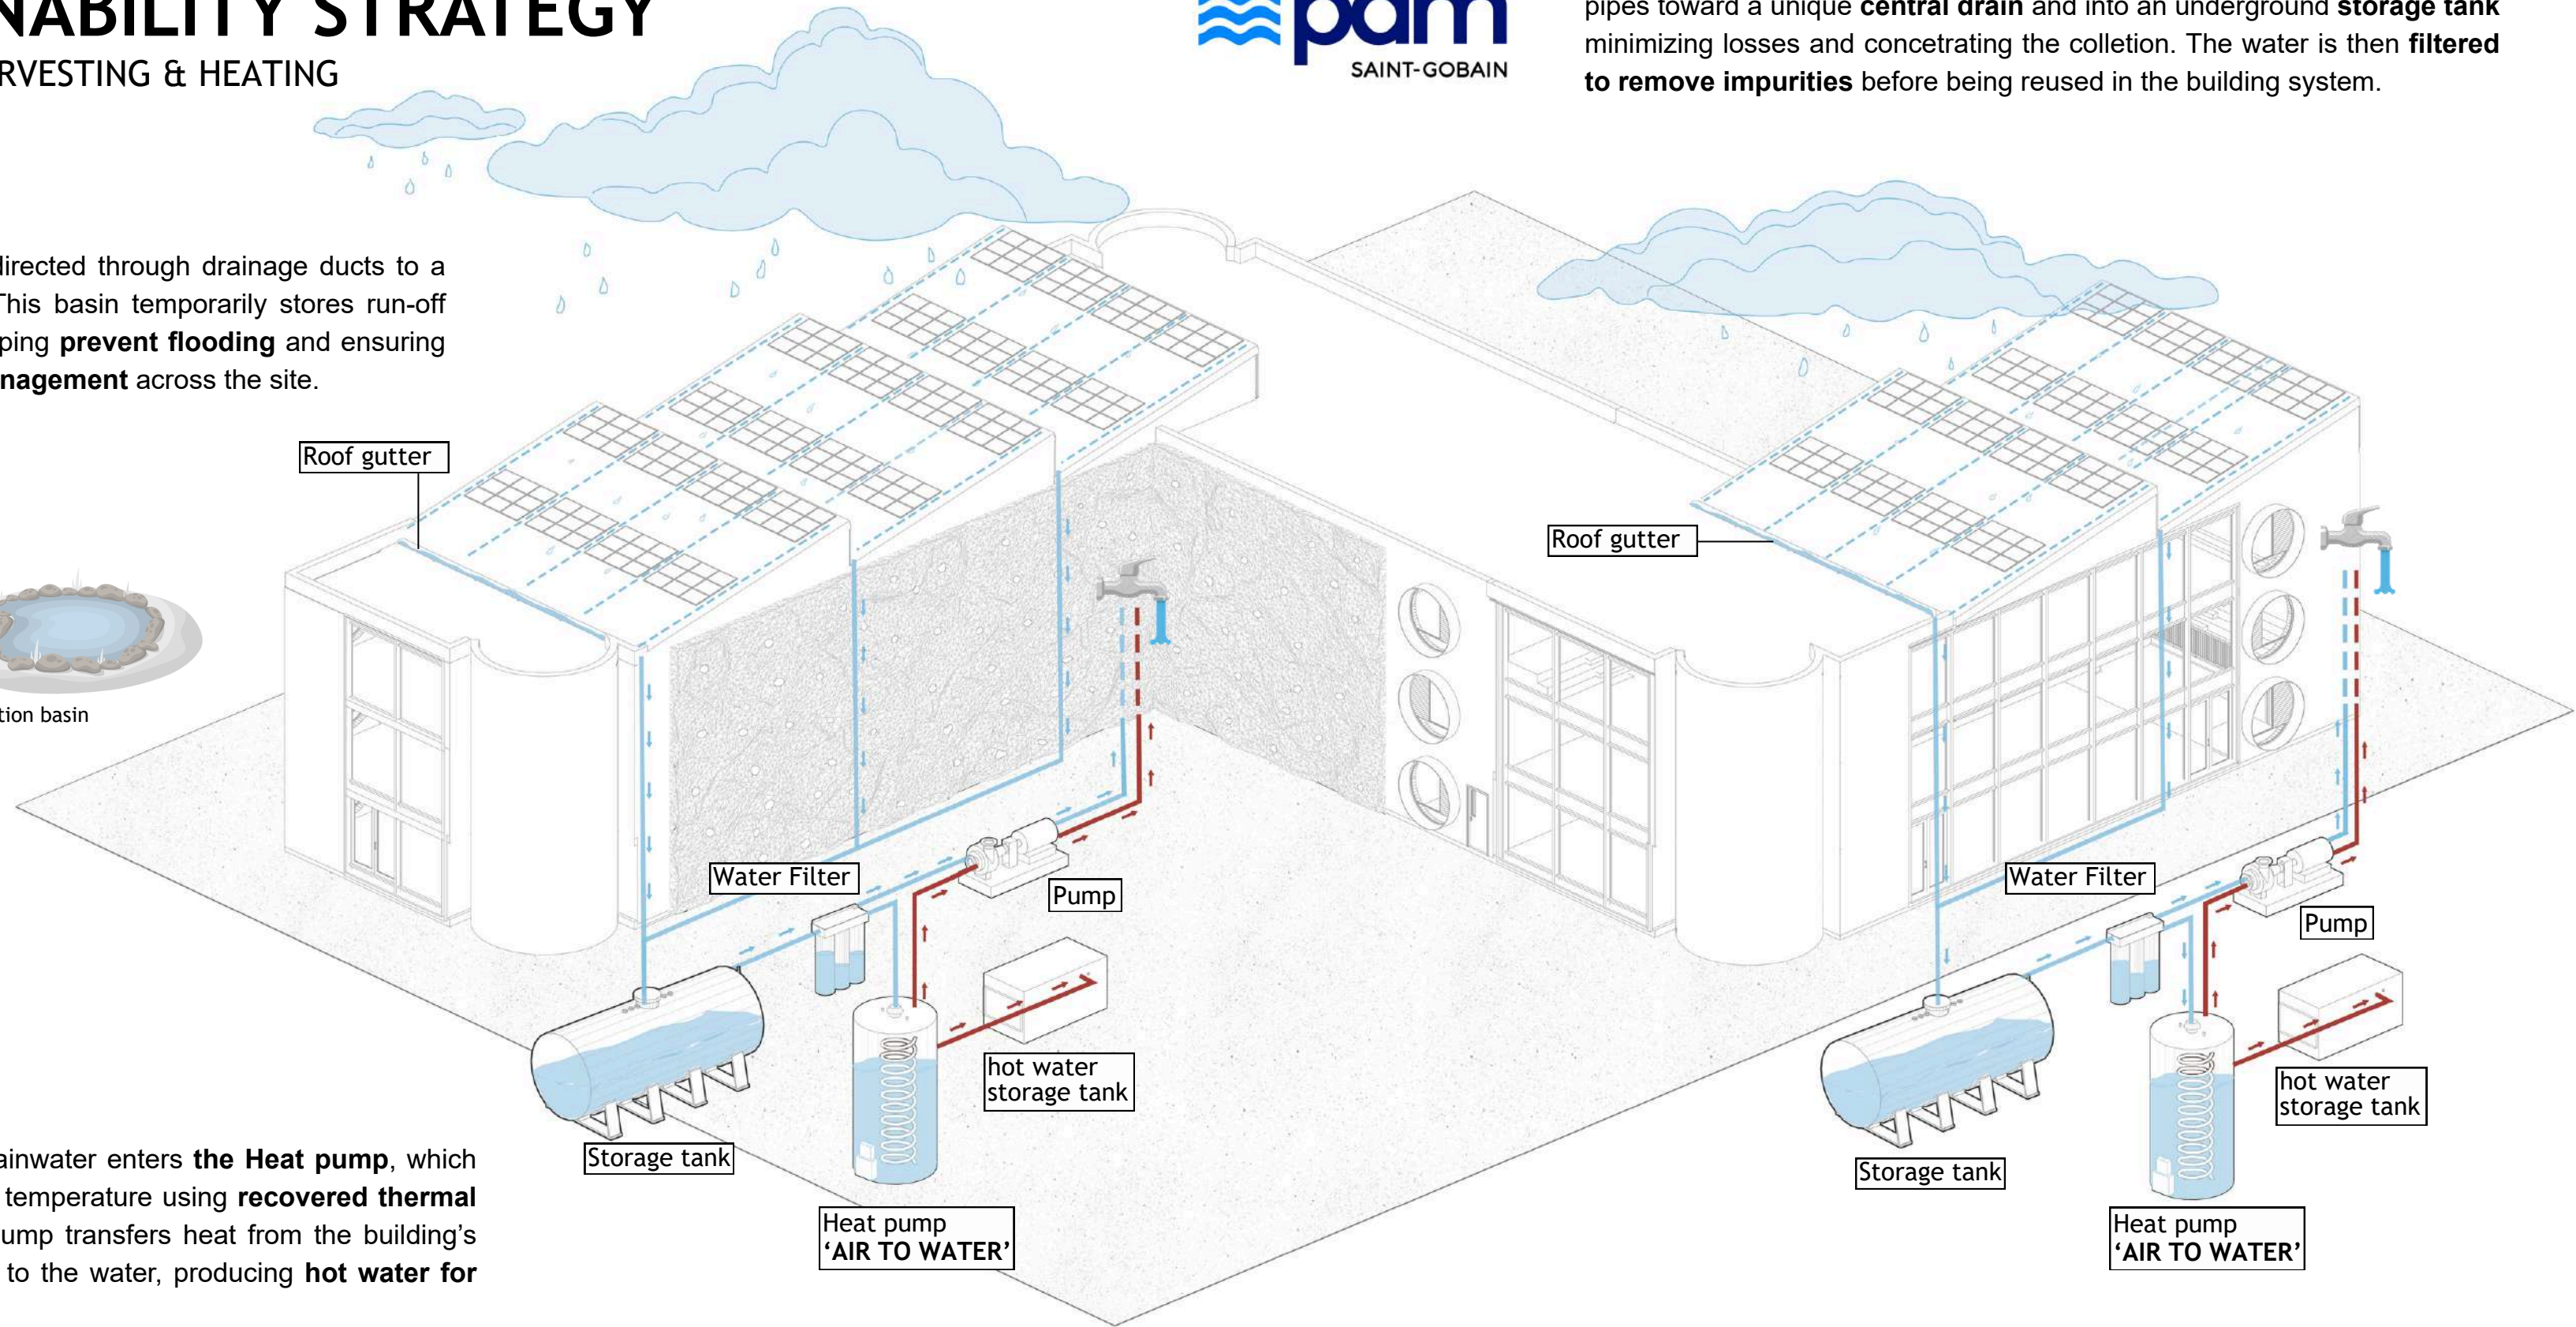 NABILITY STRATEGY
RVESTING & HEATING
pam
SAINT-GOBAIN
pipes toward a unique central drain and into an underground storage tank
minimizing losses and concetrating the colletion. The water is then filtered
to remove impurities before being reused in the building system.
directed through drainage ducts to a
This basin temporarily stores run-off
ping prevent flooding and ensuring
nagement across the site.
Roof gutter
Roof gutter
tion basin
Water Filter
Pump
Water Filter
Pump
hot water
storage tank
Storage tank
Heat pump
‘AIR TO WATER’
hot water
storage tank
Storage tank
Heat pump
‘AIR TO WATER’
ainwater enters the Heat pump, which
temperature using recovered thermal
ump transfers heat from the building's
to the water, producing hot water for